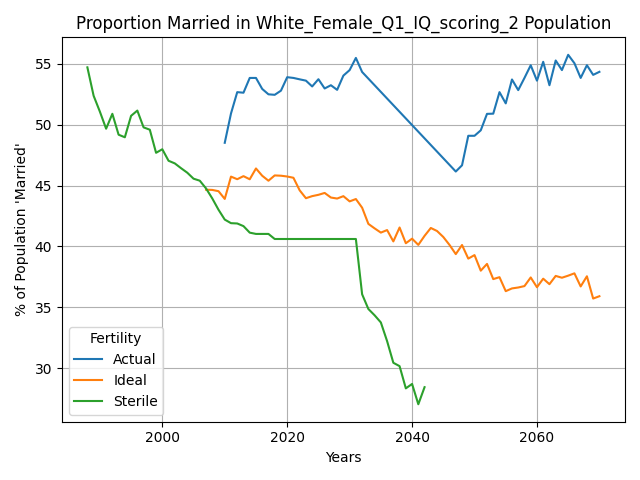 Proportion Married in White_Female_Q1_IQ_scoring_2 Population
% of Population 'Married'
55
50
45
40
35
30
Fertility
Actual
Ideal
Sterile
2000 2020 2040 2060
Years